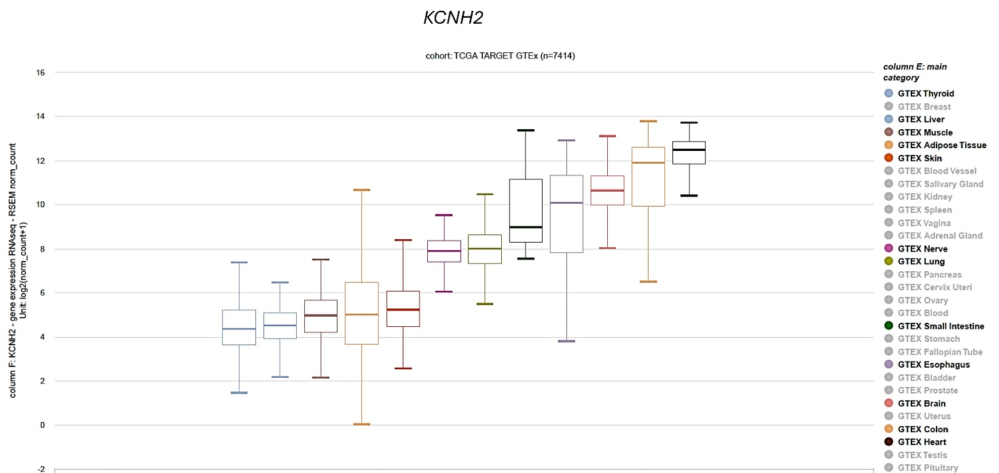 KCNH2
cohort: TCGA TARGET GTEx (n=7414)
column F: KCNH2 - gene expression RNAseq - RSEM norm_count
Unit: log2(norm_count+1)
16
14
12
10
8
6
4
2
0
-2
column E: main
category
GTEX Thyroid
GTEX Breast
GTEX Liver
GTEX Muscle
GTEX Adipose Tissue
GTEX Skin
GTEX Blood Vessel
GTEX Salivary Gland
GTEX Kidney
GTEX Spleen
GTEX Vagina
GTEX Adrenal Gland
GTEX Nerve
GTEX Lung
GTEX Pancreas
GTEX Cervix Uteri
GTEX Ovary
GTEX Blood
GTEX Small Intestine
GTEX Stomach
GTEX Fallopian Tube
GTEX Esophagus
GTEX Bladder
GTEX Prostate
GTEX Brain
GTEX Uterus
GTEX Colon
GTEX Heart
GTEX Testis
GTEX Pituitary